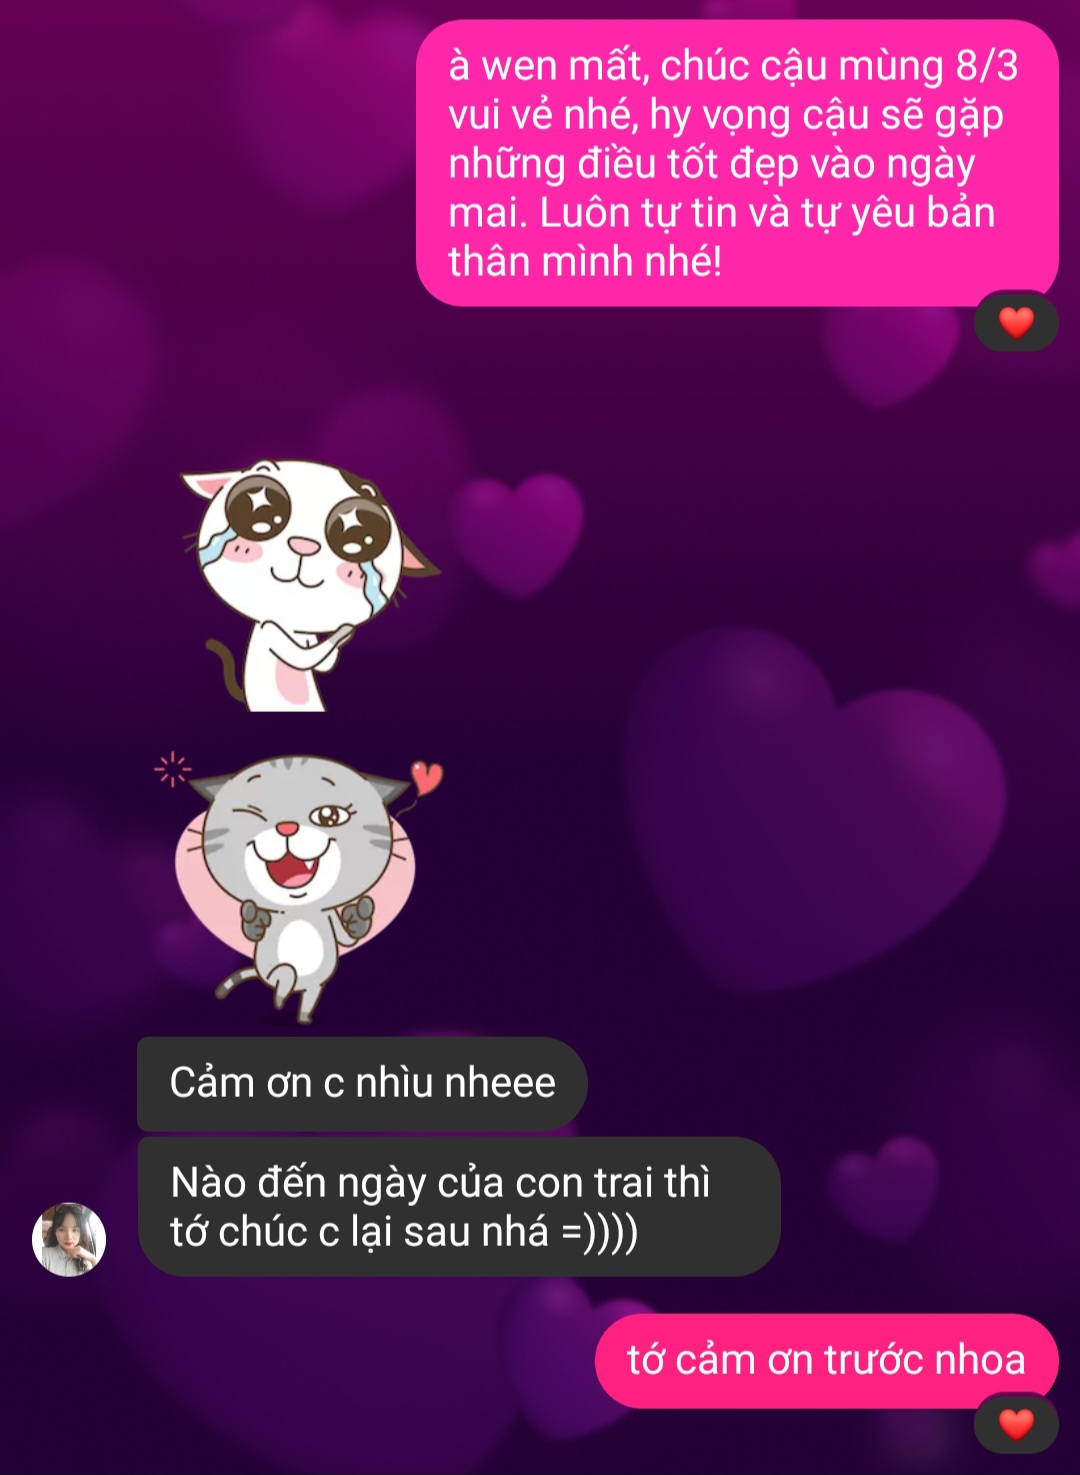 à wen mất, chúc cậu mùng 8/3
vui vẻ nhé, hy vọng cậu sẽ gặp
những điều tốt đẹp vào ngày
mai. Luôn tự tin và tự yêu bản
thân mình nhé!
Cảm ơn c nhìu nheee
Nào đến ngày của con trai thì
tớ chúc c lại sau nhá =))))
tớ cảm ơn trước nhoa